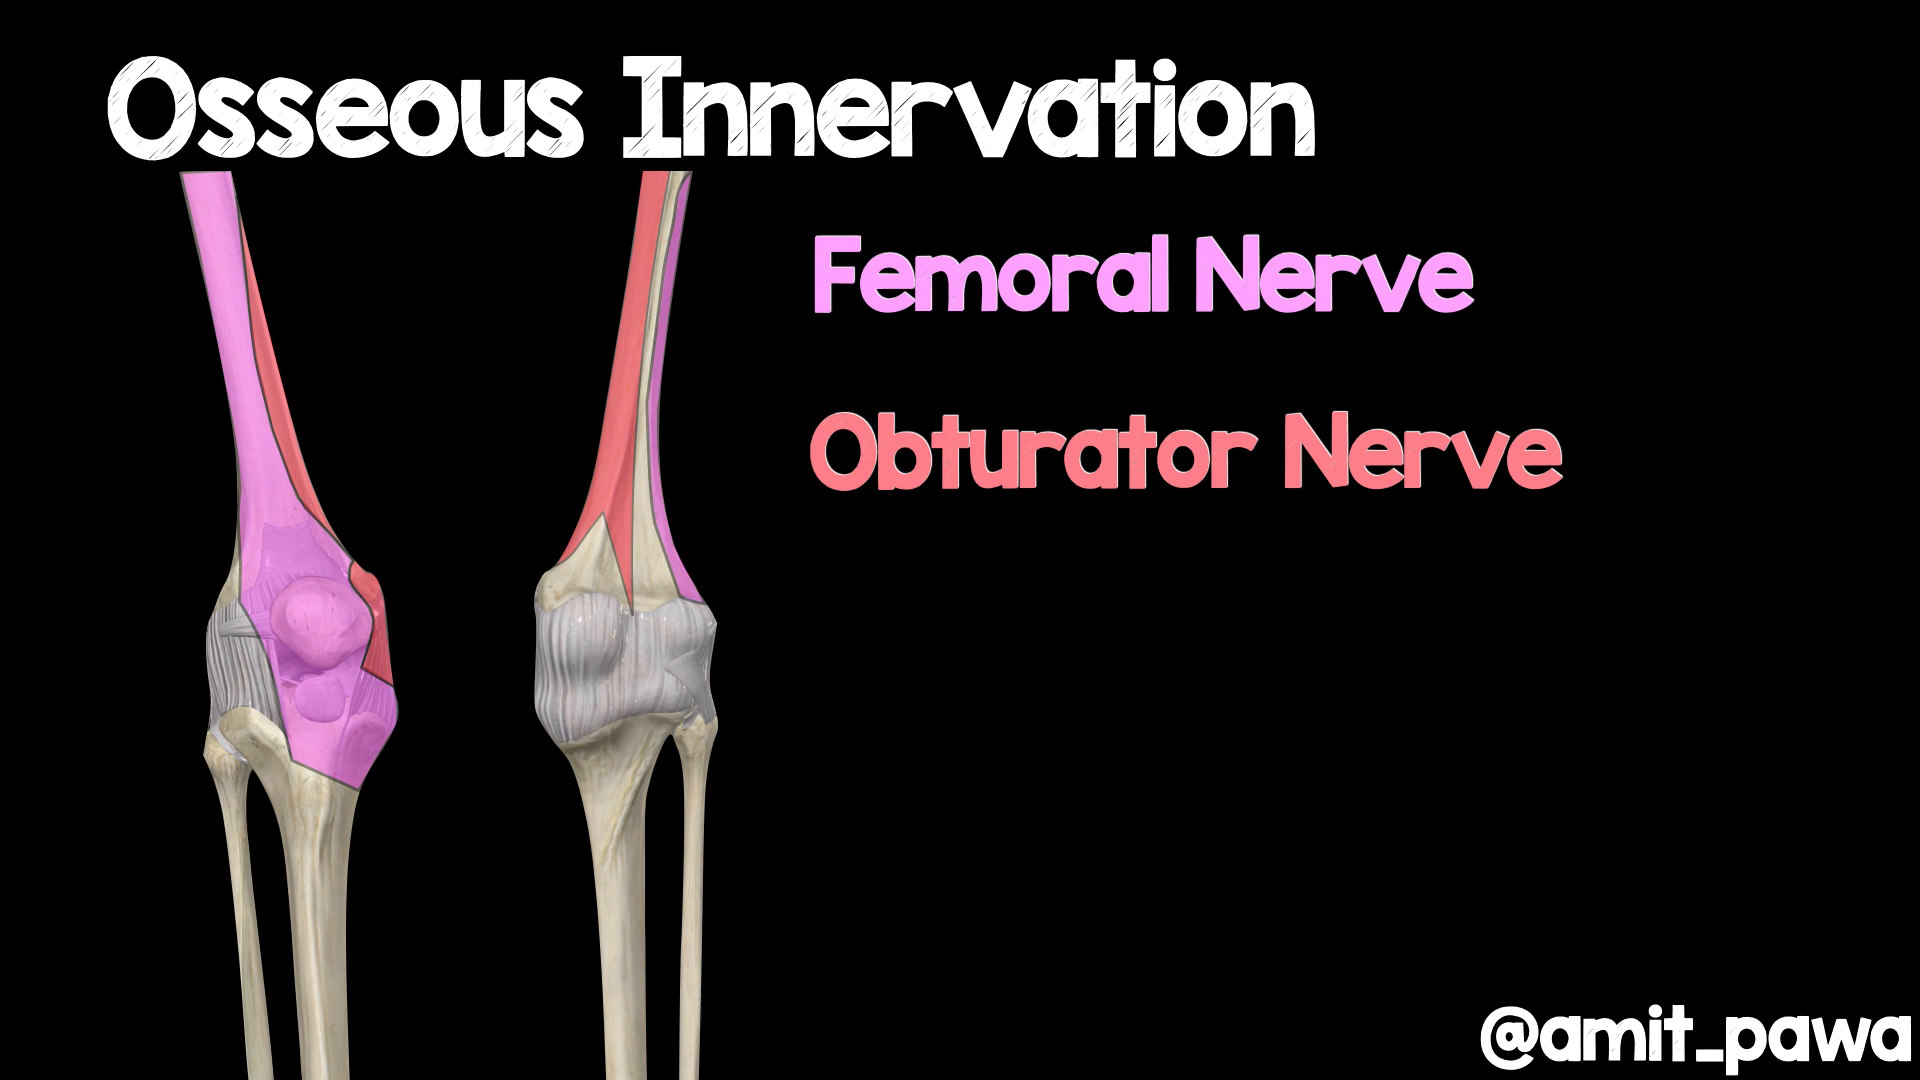 Osseous Innervation
Femoral Nerve
Obturator Nerve
@amit_pawa